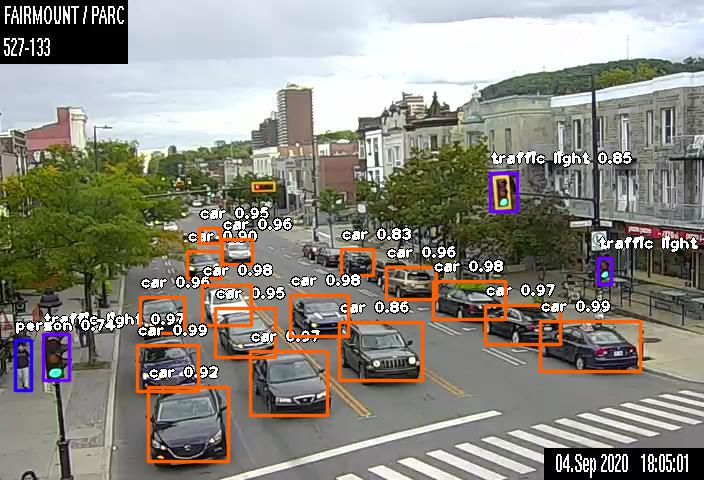 FAIRMOUNT / PARC
527-133
traffic light 0.85
car 0.95
car 0.96
car 0.90
car 0.83
traffic light
car 0.96
car 0.98
car 0.98
car 0.96
car 0.95
car 0.98
car 0.97
car 0.86
car 0.99
person 0.74
traffic light 0.97
car 0.99
car 0.97
car 0.92
04.Sep 2020 18:05:01